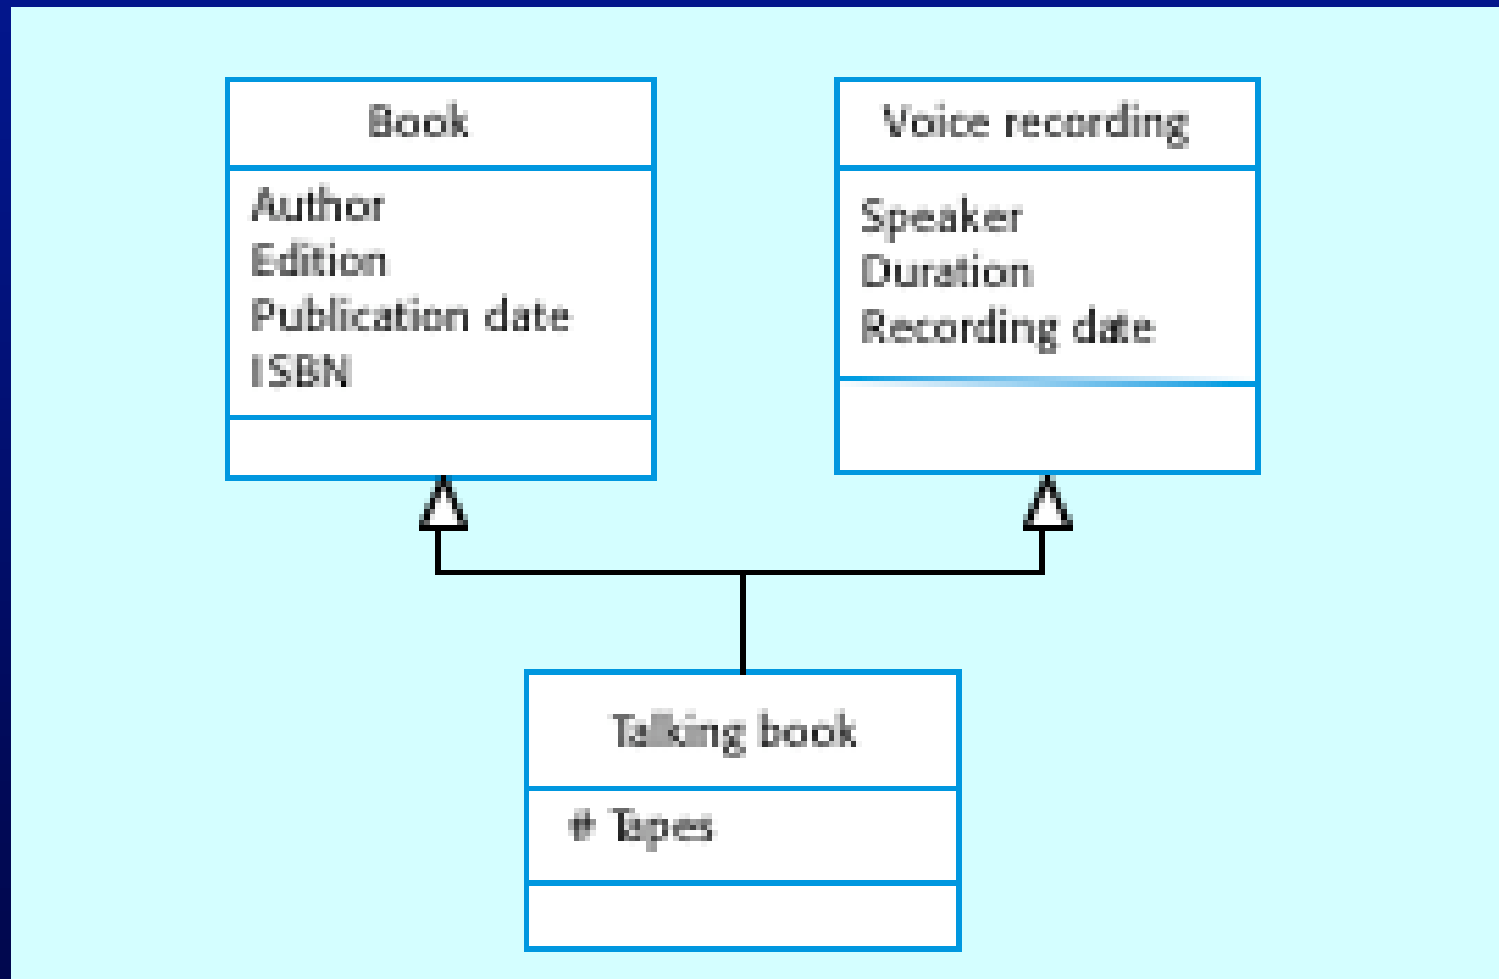 Book
Author
Edition
Publication date
ISBN
Voice recording
Speaker
Duration
Recording date
Talking book
# Tapes